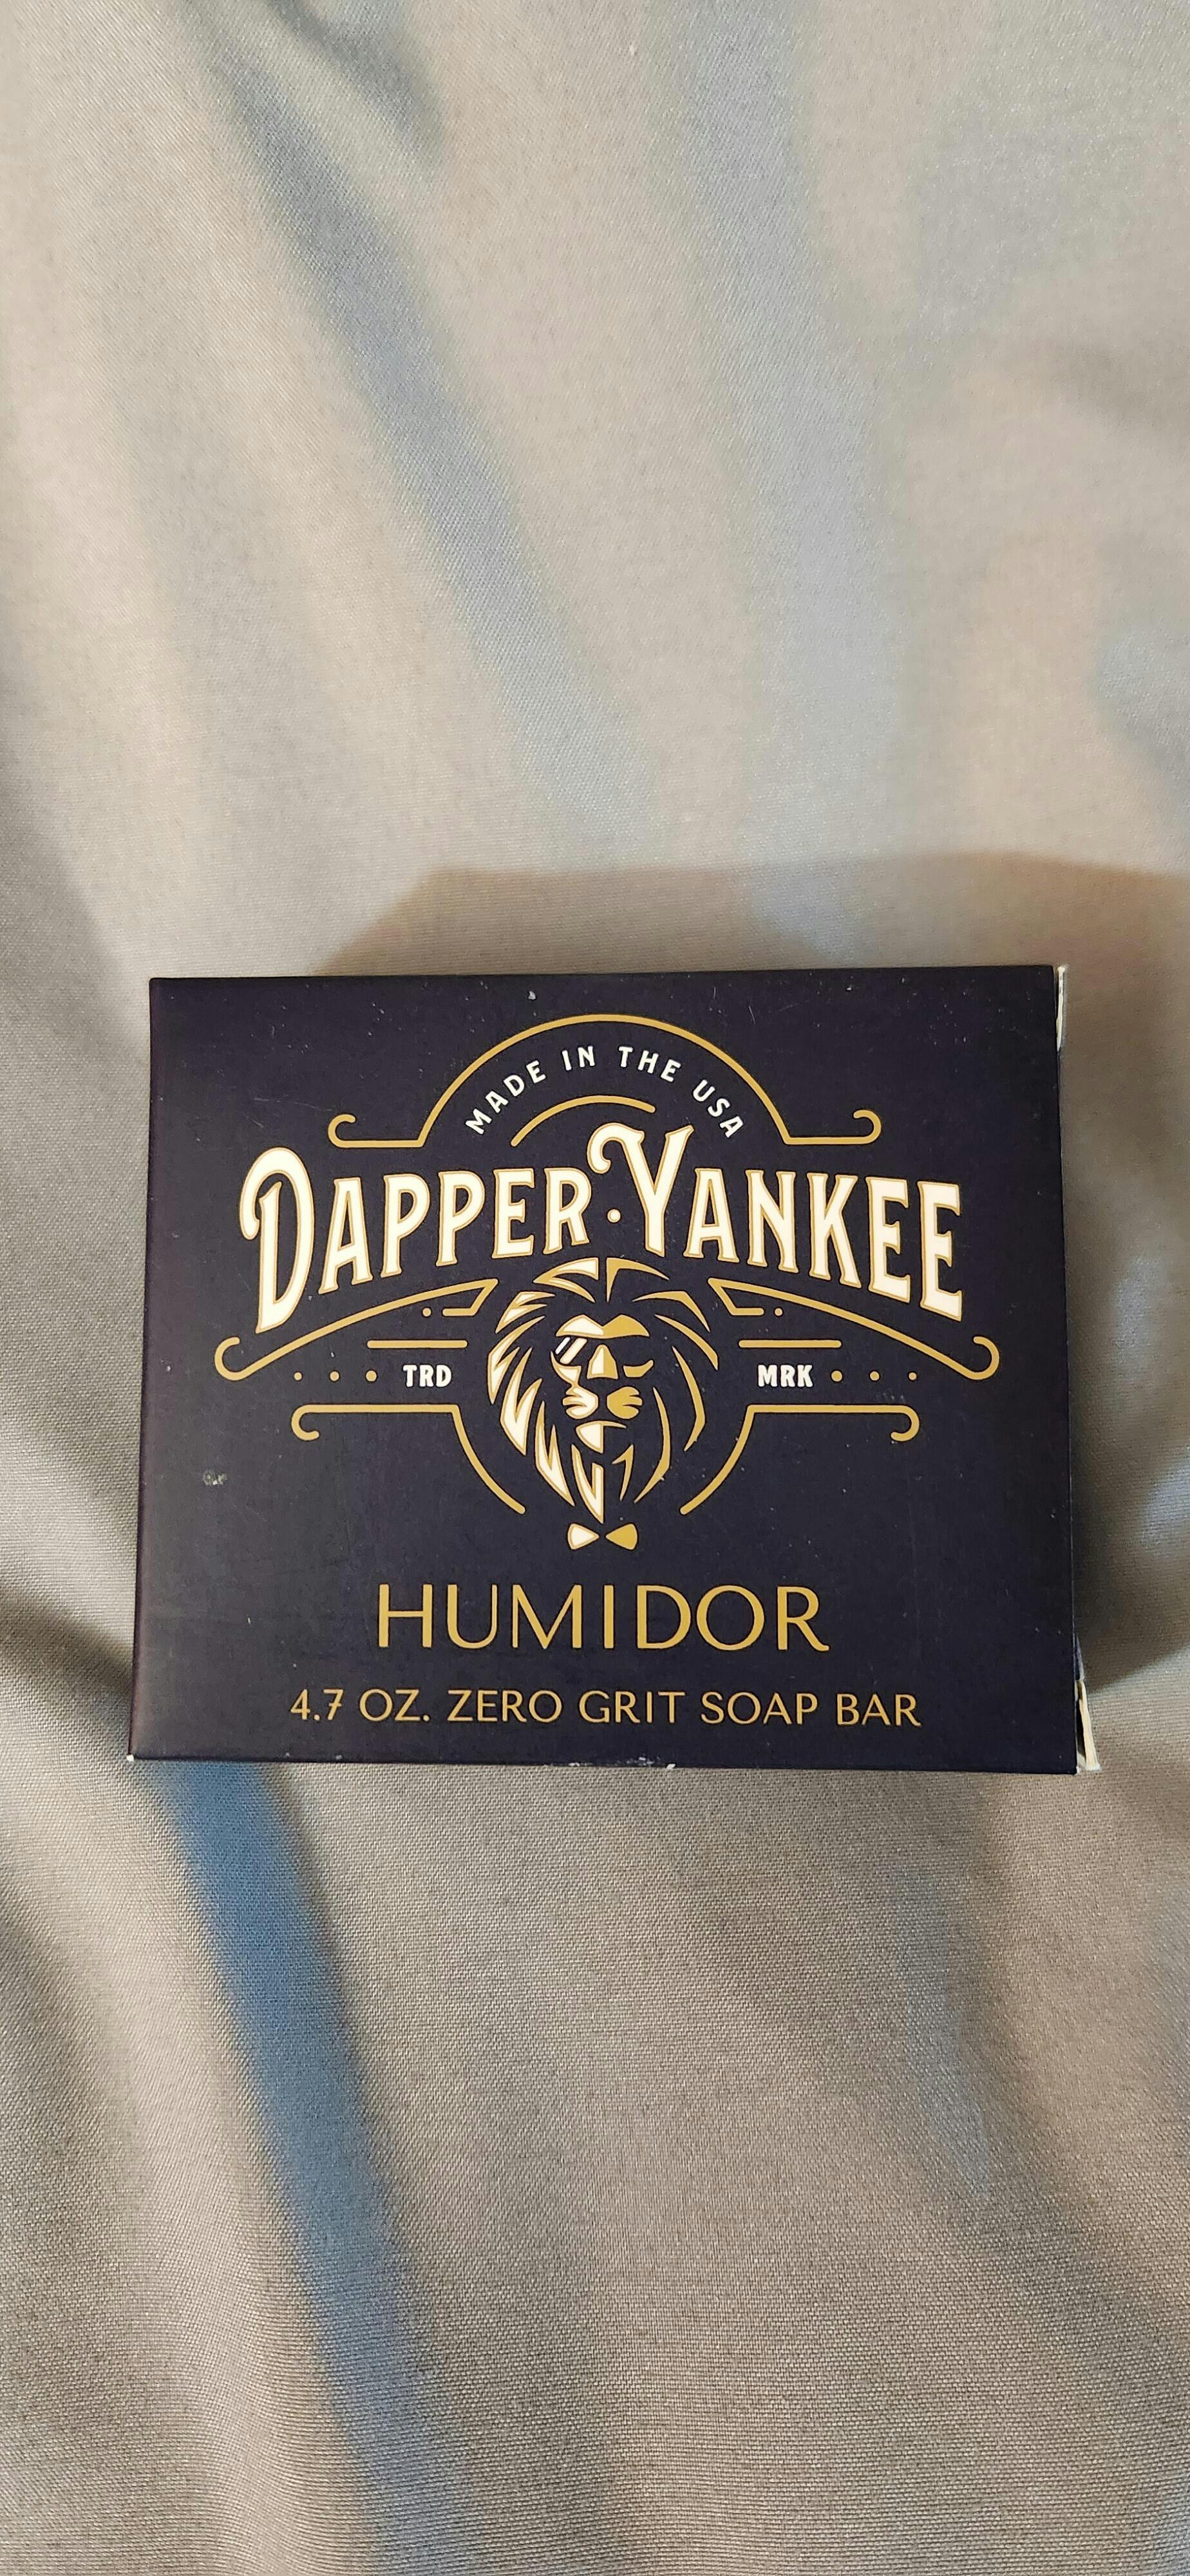 MADE IN THE USA
DAPPER·YANKEE
TRD MRK
HUMIDOR
4.7 OZ. ZERO GRIT SOAP BAR